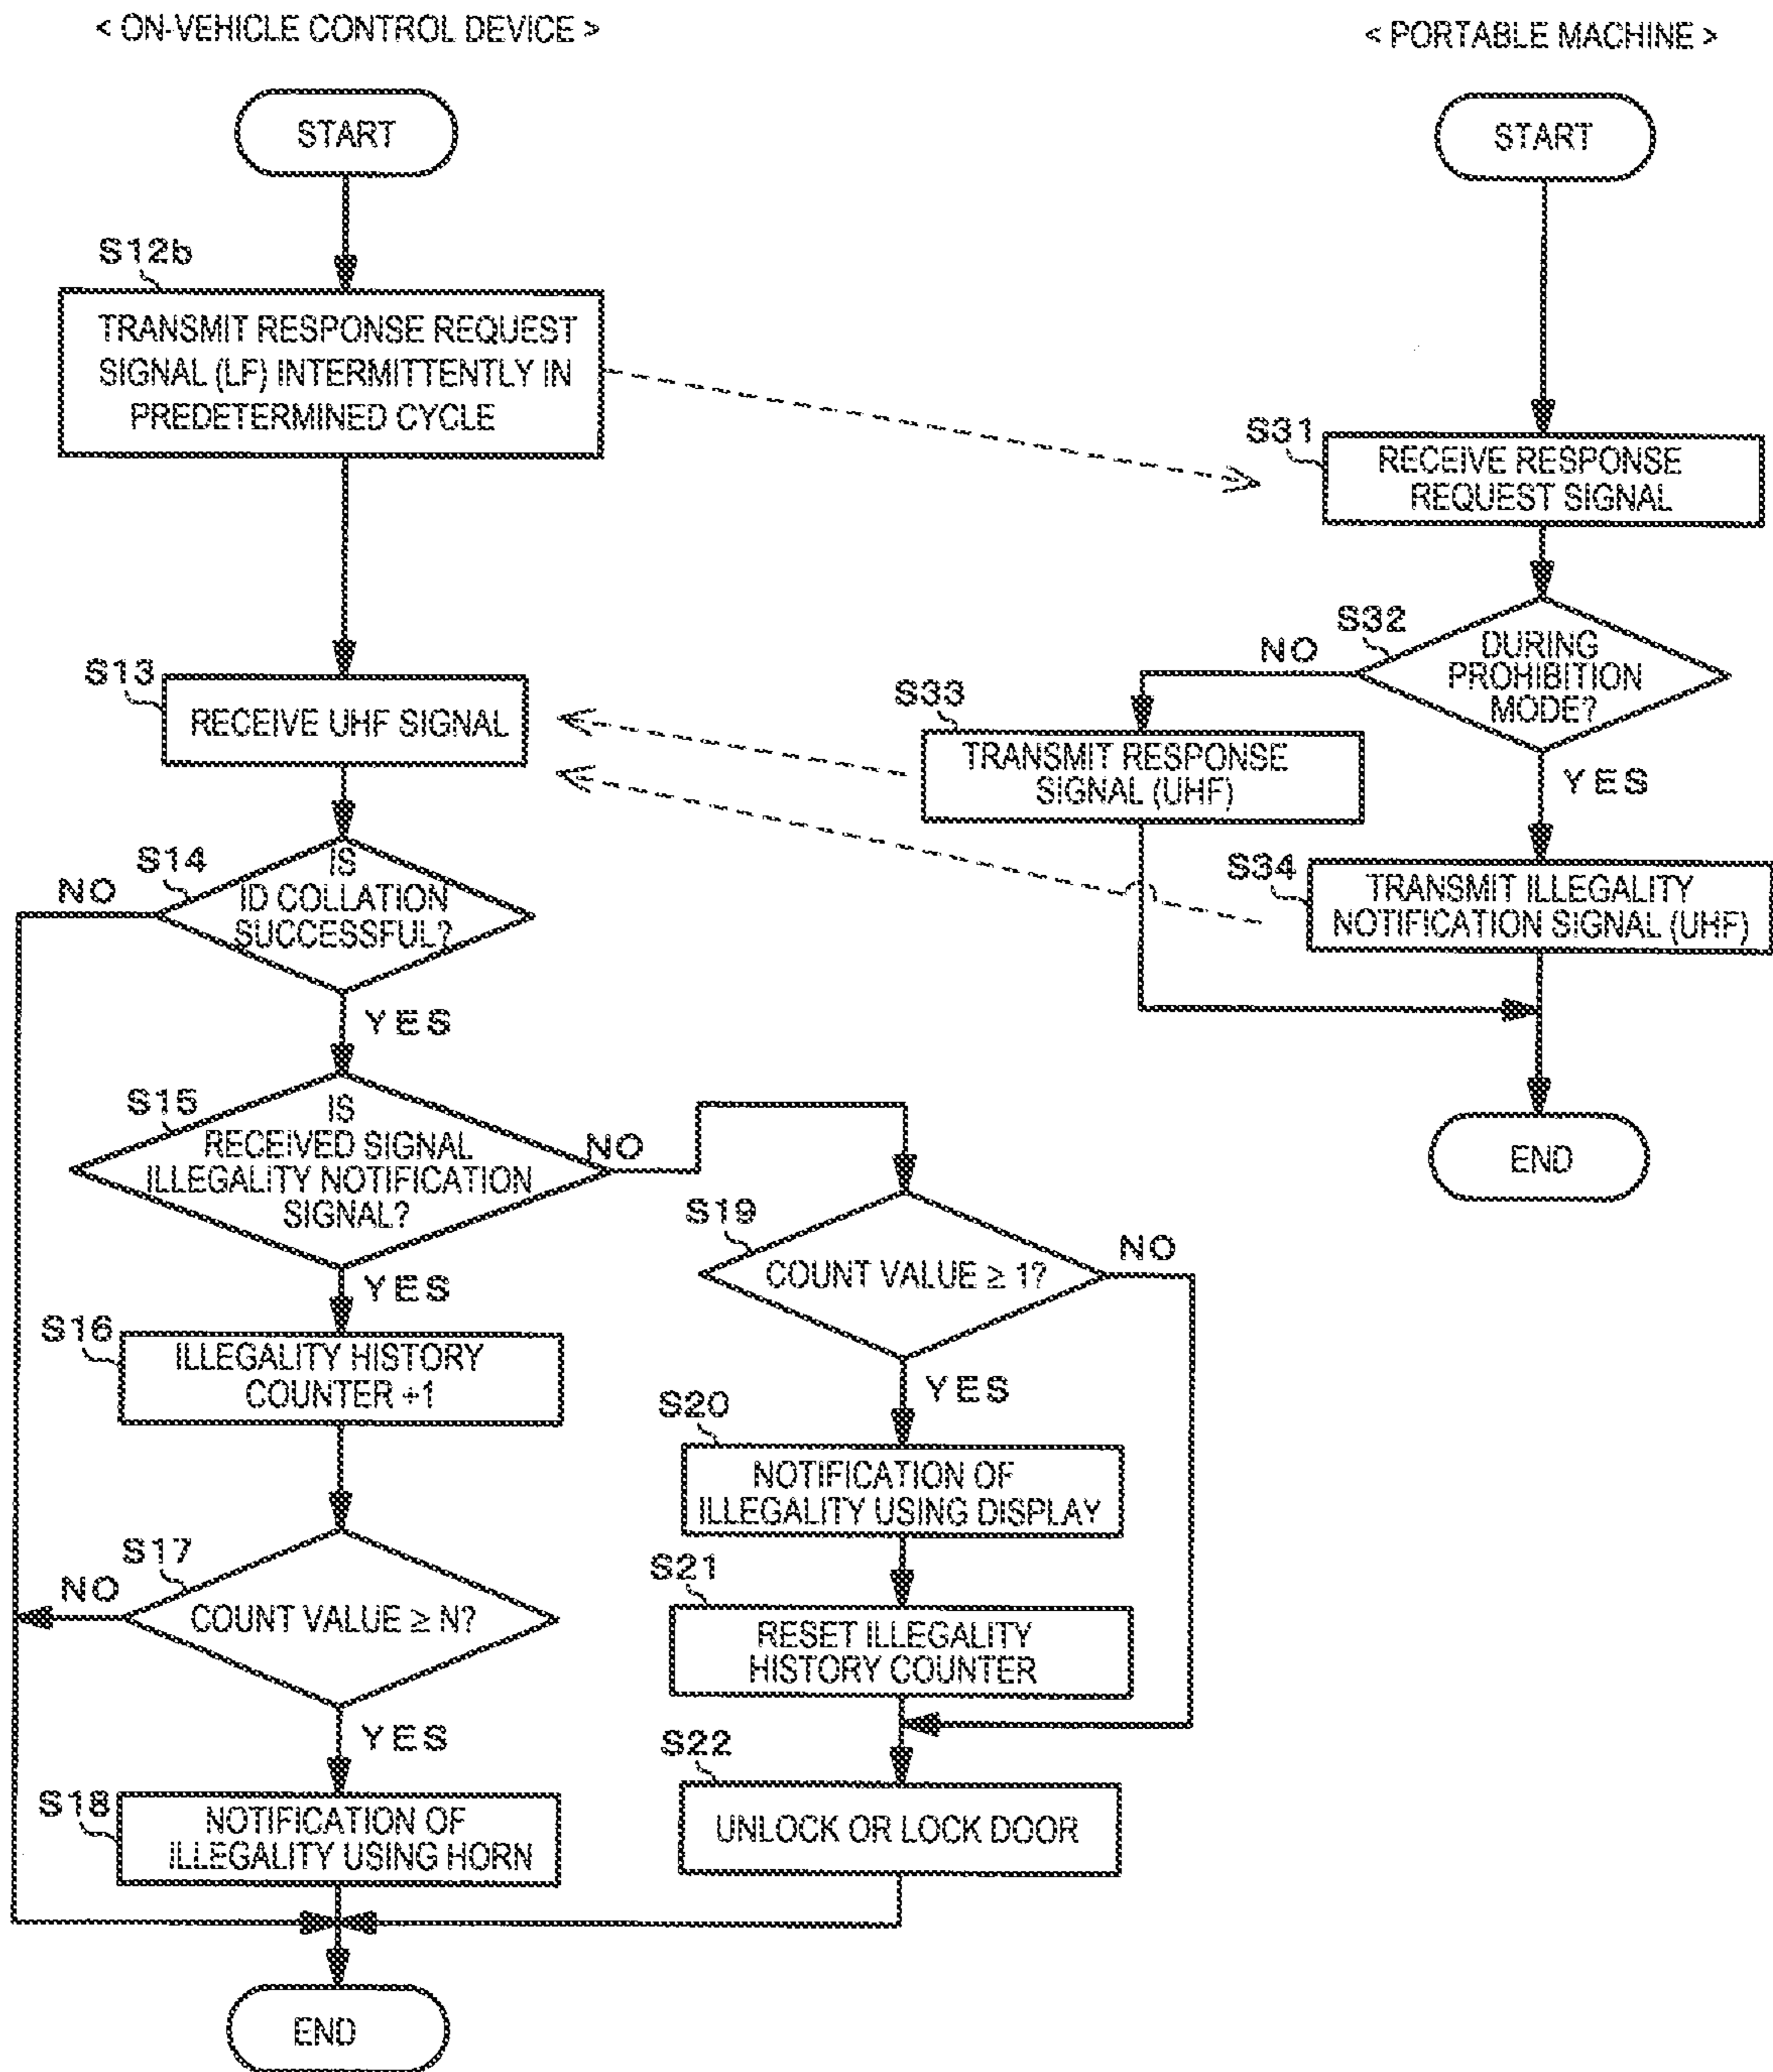 < ON-VEHICLE CONTROL DEVICE >
START
S12b
TRANSMIT RESPONSE REQUEST
SIGNAL (LF) INTERMITTENTLY IN
PREDETERMINED CYCLE
S13
RECEIVE UHF SIGNAL
S14
IS
ID COLLATION
SUCCESSFUL?
NO
YES
S15
IS
RECEIVED SIGNAL
ILLEGALITY NOTIFICATION
SIGNAL?
NO
YES
S16
ILLEGALITY HISTORY
COUNTER +1
S17
NO
COUNT VALUE ≥ N?
YES
S18
NOTIFICATION OF
ILLEGALITY USING HORN
END
S19
COUNT VALUE ≥ 1?
NO
YES
S20
NOTIFICATION OF
ILLEGALITY USING DISPLAY
S21
RESET ILLEGALITY
HISTORY COUNTER
S22
UNLOCK OR LOCK DOOR
< PORTABLE MACHINE >
START
S31
RECEIVE RESPONSE
REQUEST SIGNAL
S32
DURING
PROHIBITION
MODE?
NO
YES
S33
TRANSMIT RESPONSE
SIGNAL (UHF)
S34
TRANSMIT ILLEGALITY
NOTIFICATION SIGNAL (UHF)
END